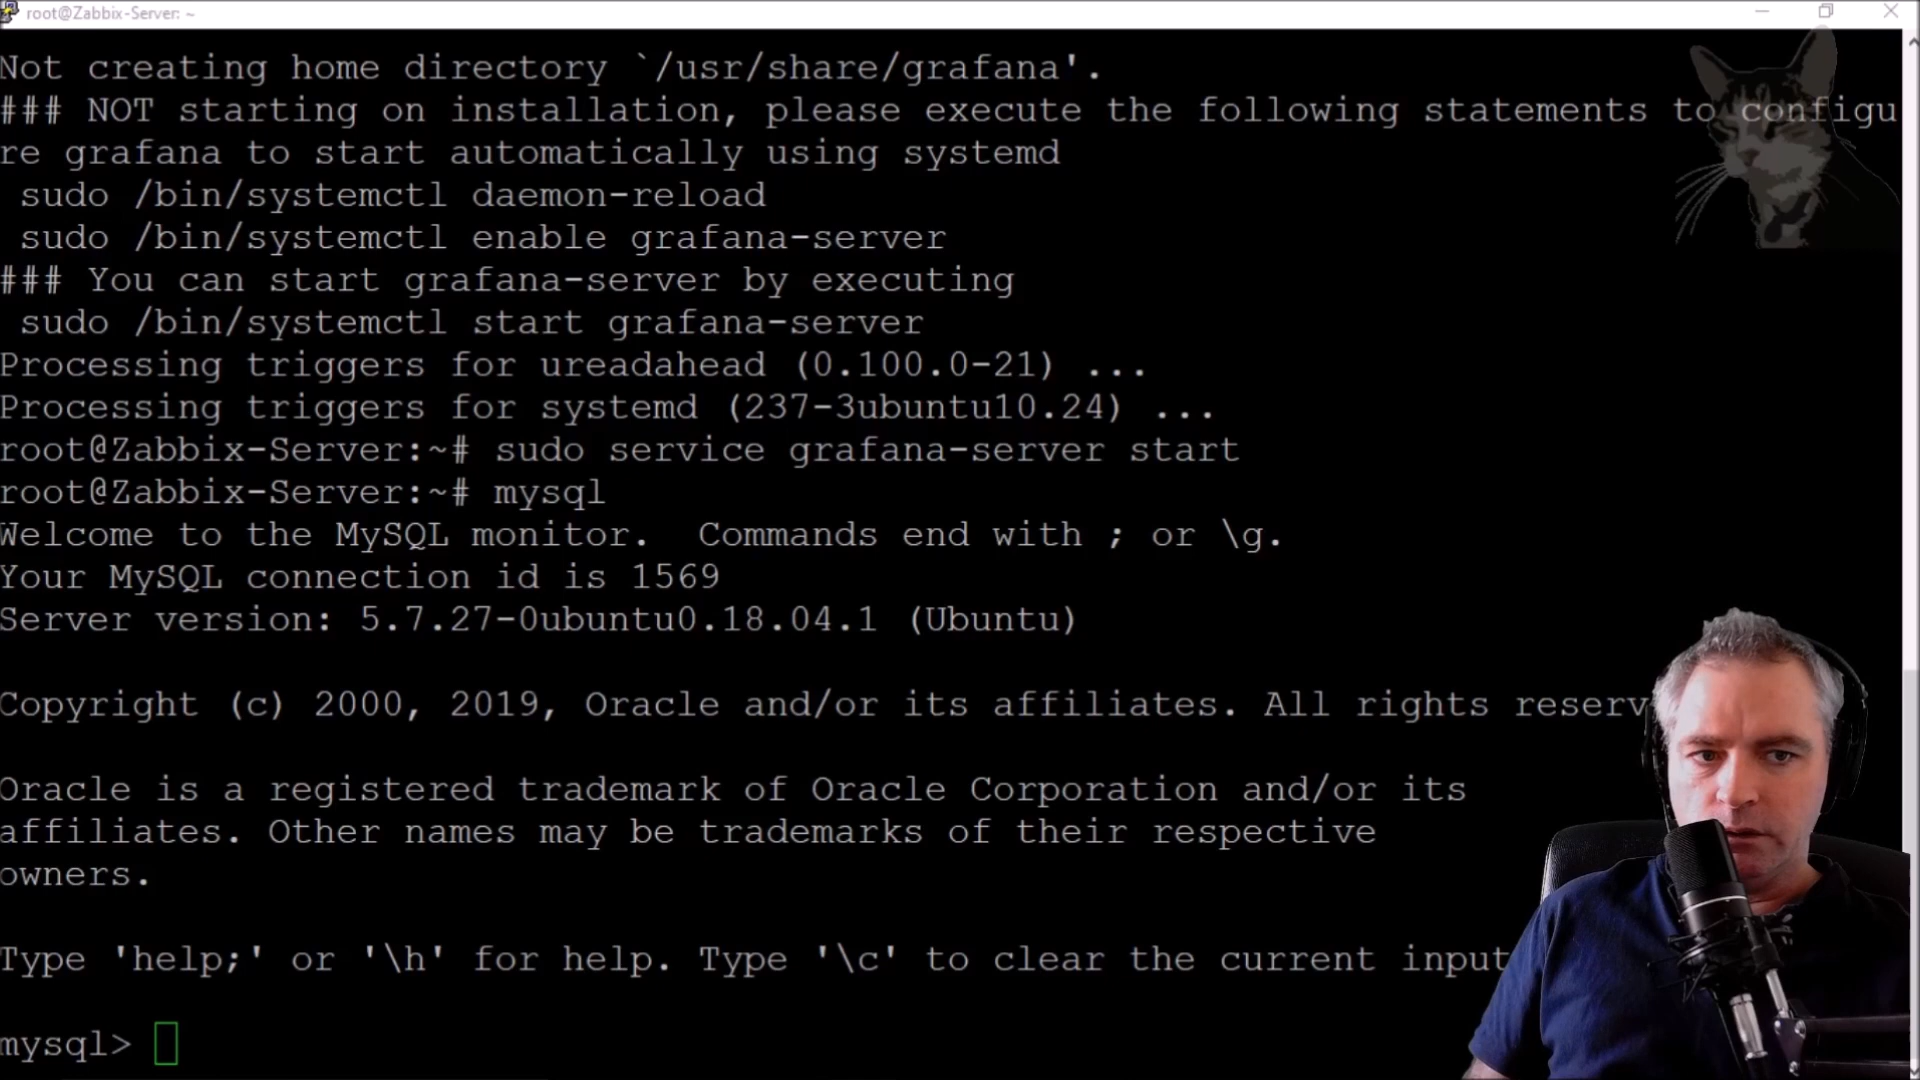 root@Zabbix-Server: ~
Not creating home directory `/usr/share/grafana'.
### NOT starting on installation, please execute the following statements to configu
re grafana to start automatically using systemd
 sudo /bin/systemctl daemon-reload
 sudo /bin/systemctl enable grafana-server
### You can start grafana-server by executing
 sudo /bin/systemctl start grafana-server
Processing triggers for ureadahead (0.100.0-21) ...
Processing triggers for systemd (237-3ubuntu10.24) ...
root@Zabbix-Server:~# sudo service grafana-server start
root@Zabbix-Server:~# mysql
Welcome to the MySQL monitor.  Commands end with ; or \g.
Your MySQL connection id is 1569
Server version: 5.7.27-0ubuntu0.18.04.1 (Ubuntu)
Copyright (c) 2000, 2019, Oracle and/or its affiliates. All rights reserv
Oracle is a registered trademark of Oracle Corporation and/or its
affiliates. Other names may be trademarks of their respective
owners.
Type 'help;' or '\h' for help. Type '\c' to clear the current input
mysql>